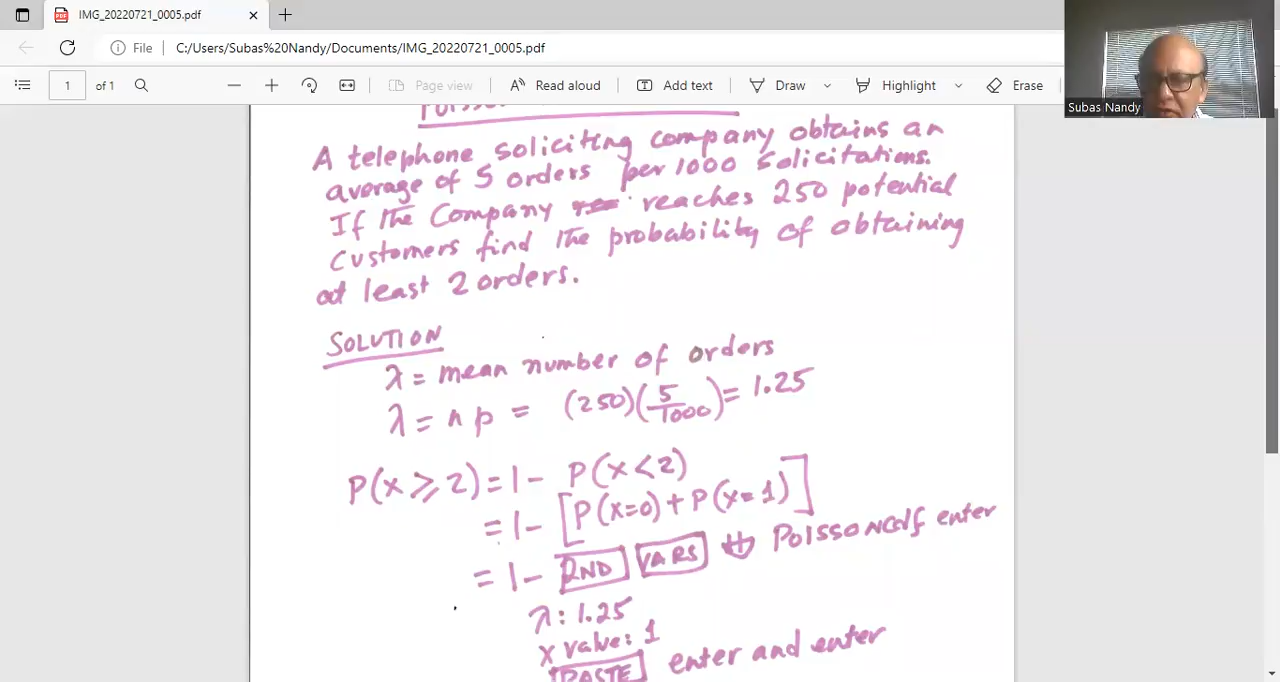 IMG_20220721_0005.pdf
File C:/Users/Subas%20Nandy/Documents/IMG_20220721_0005.pdf
1 of 1 Page view Read aloud Add text Draw Highlight Erase
Subas Nandy
A telephone soliciting company obtains an
average of 5 orders per 1000 solicitations.
If the Company reaches 250 potential
Customers find the probability of obtaining
at least 2 orders.
SOLUTION
λ = mean number of orders
λ = n p = (250)(5/1000) = 1.25
P(x ⩾ 2) = 1 - P(x < 2)
= 1 - [P(x=0) + P(x=1)]
= 1 - 2ND VARS Poissoncdf enter
λ: 1.25
x value: 1
PASTE enter and enter